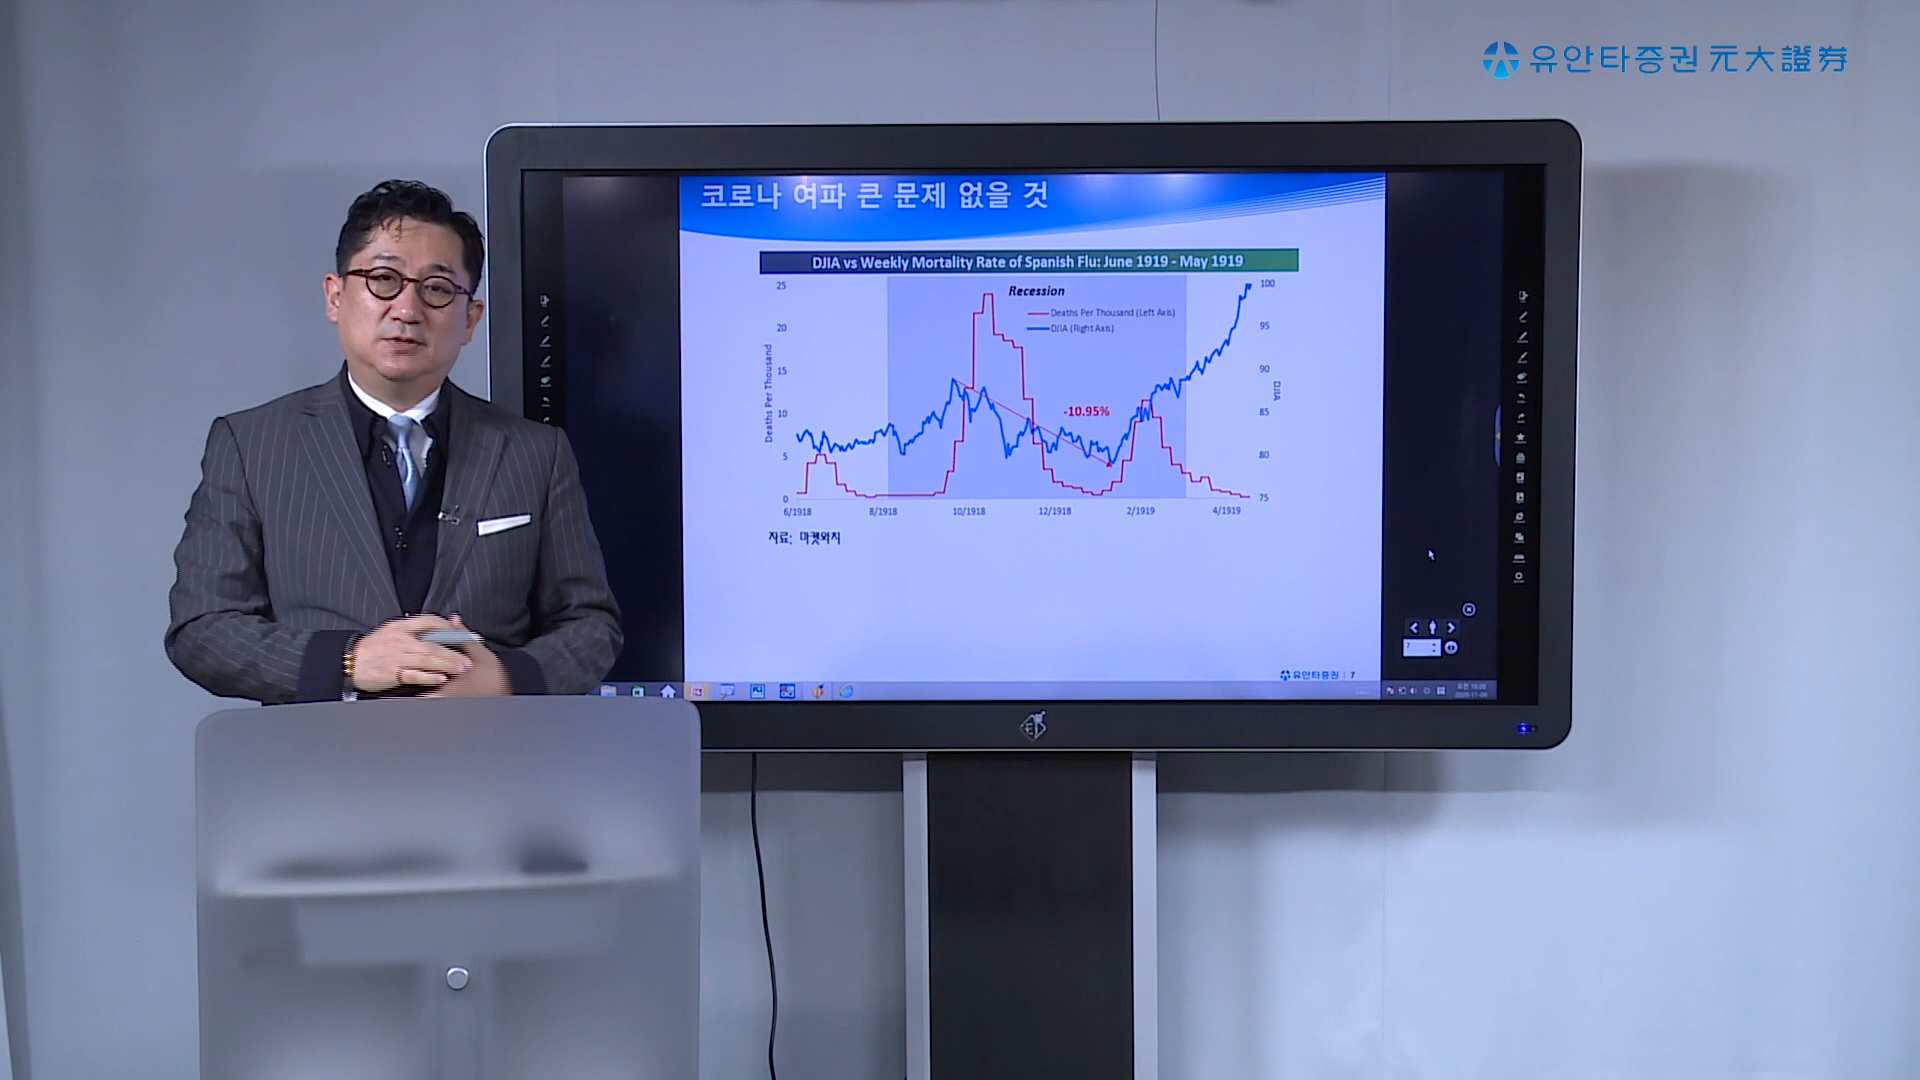 유안타증권 元大證券
코로나 여파 큰 문제 없을 것
DJIA vs Weekly Mortality Rate of Spanish Flu: June 1919 - May 1919
Recession
Deaths Per Thousand (Left Axis)
DJIA (Right Axis)
25
20
15
10
5
0
Deaths Per Thousand
100
95
90
85
80
75
DJIA
-10.95%
6/1918 8/1918 10/1918 12/1918 2/1919 4/1919
자료: 마켓와치
유안타증권 | 7
7